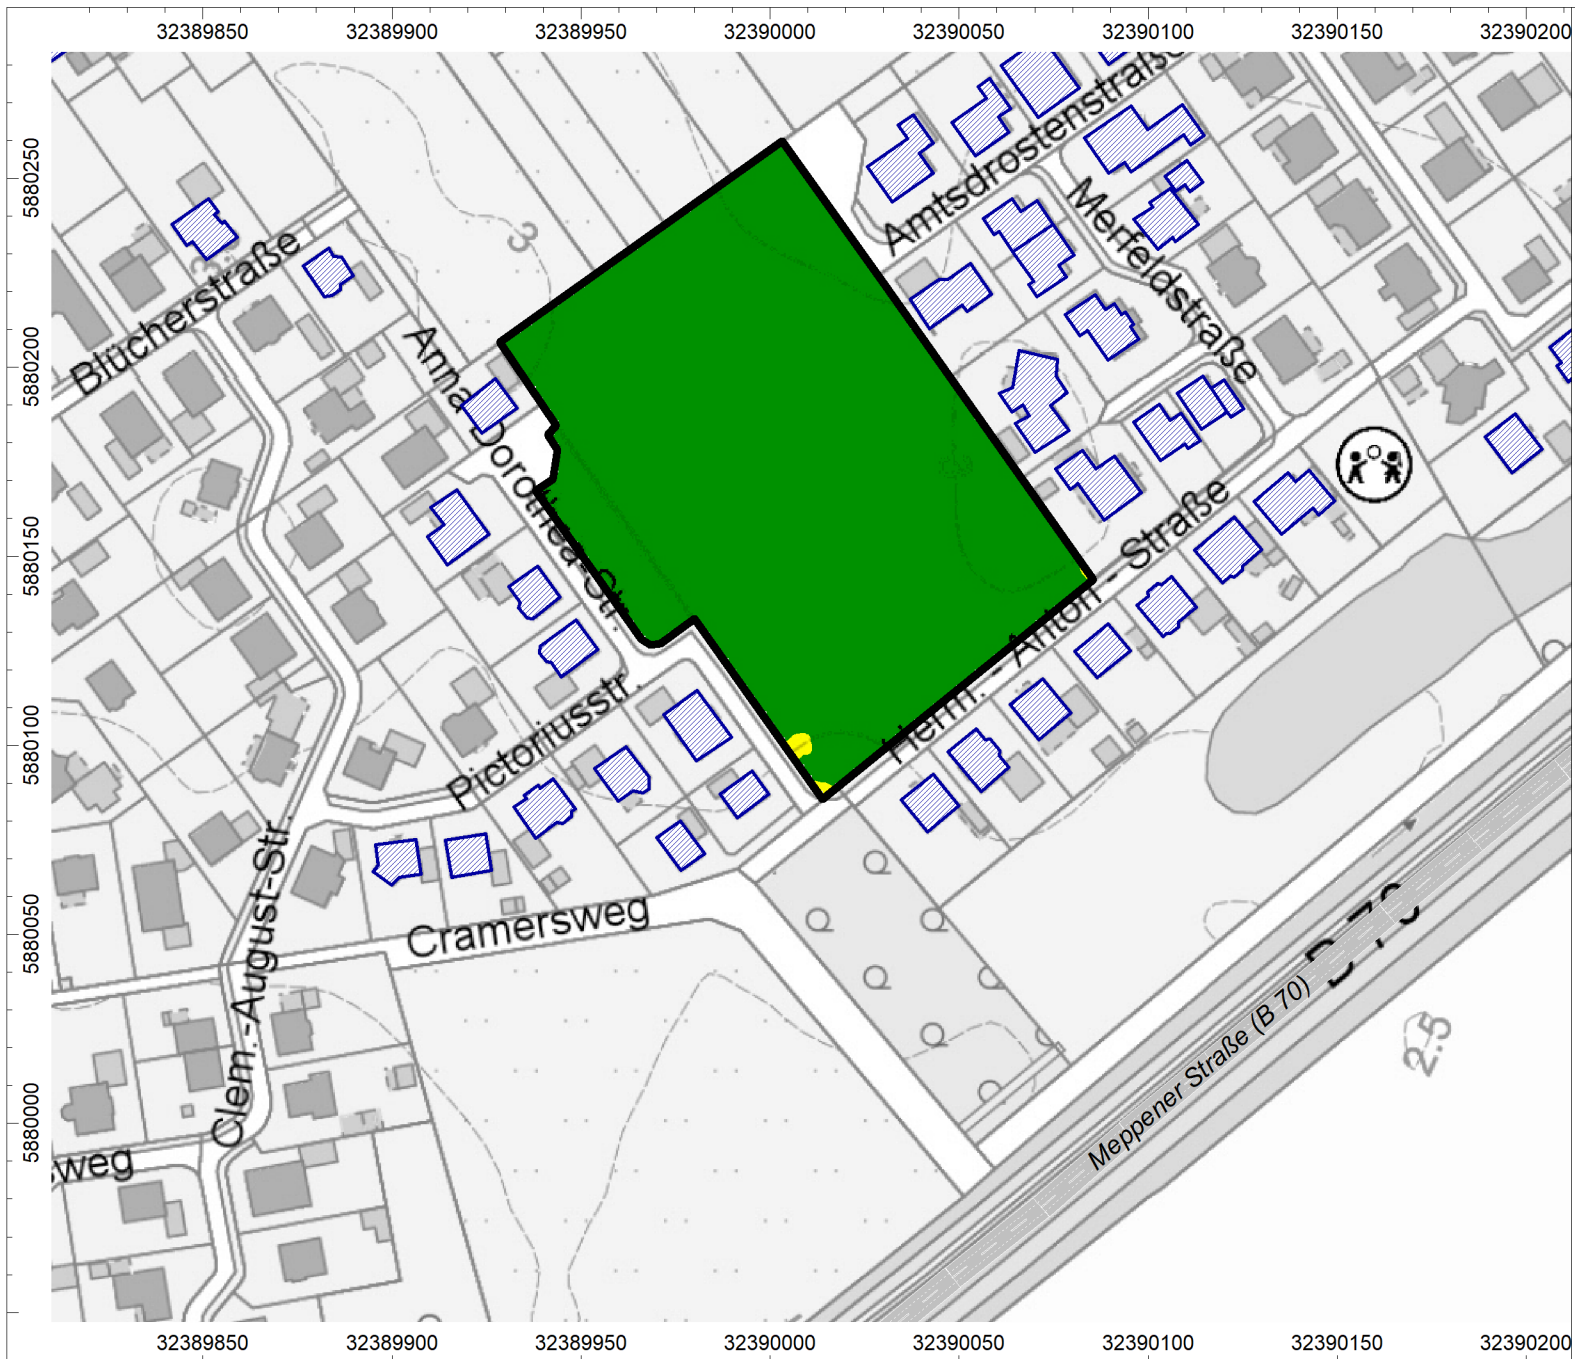 32389850 32389900 32389950 32390000 32390050 32390100 32390150 32390200
5880250
5880200
5880150
5880100
5880050
5880000
Amtsdrostenstraße
Merfeldstraße
Blücherstraße
3
Anna
Dorothea-Str.
Herm. - Anton - Straße
Pictoriusstr.
Clem.-August-Str.
Cramersweg
B 70
Meppener Straße (B 70)
2.5
sweg
32389850 32389900 32389950 32390000 32390050 32390100 32390150 32390200